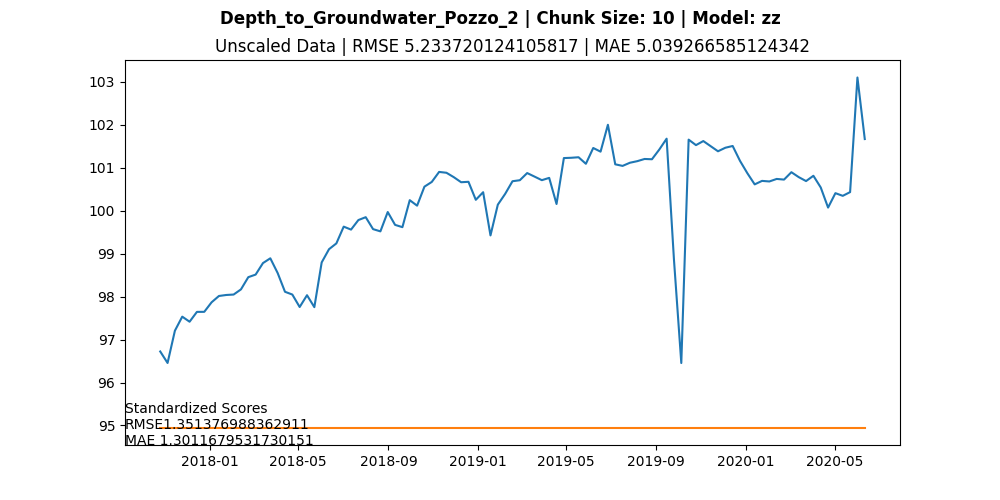 Depth_to_Groundwater_Pozzo_2 | Chunk Size: 10 | Model: zz
Unscaled Data | RMSE 5.233720124105817 | MAE 5.039266585124342
103
102
101
100
99
98
97
96
95
Standardized Scores
RMSE1.351376988362911
MAE 1.3011679531730151
2018-01 2018-05 2018-09 2019-01 2019-05 2019-09 2020-01 2020-05